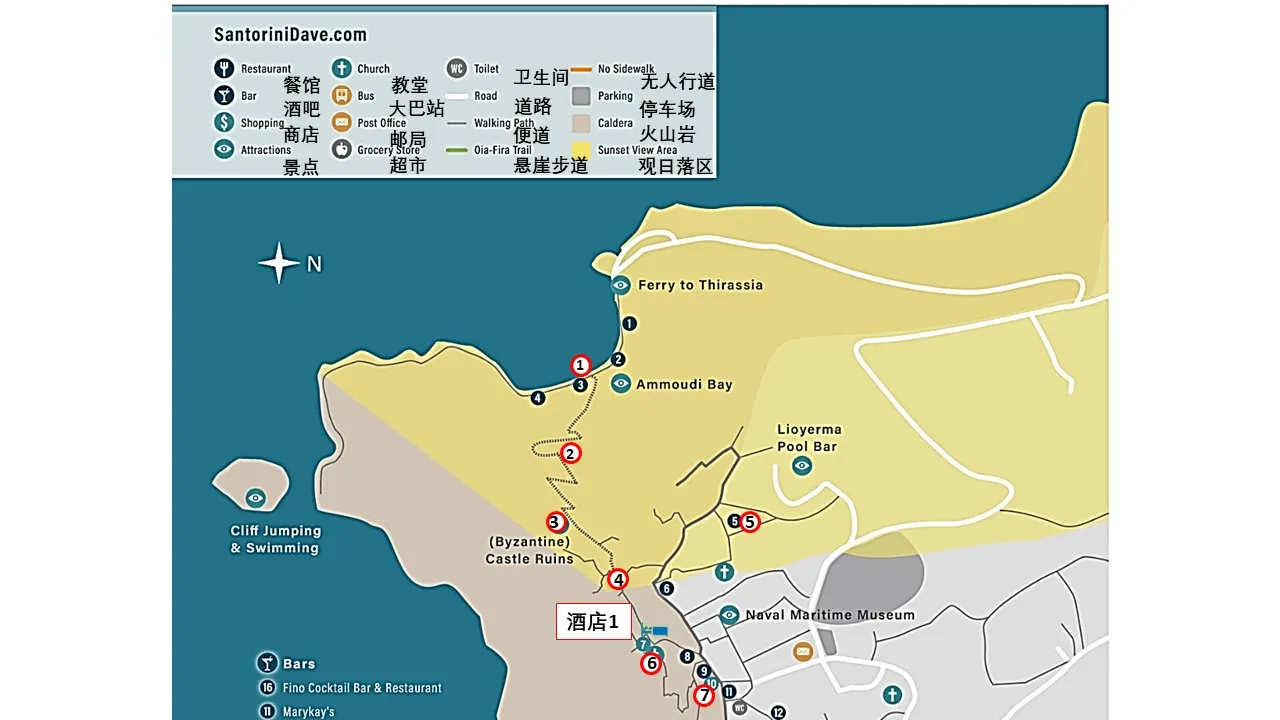 SantoriniDave.com
Restaurant 餐馆
Church 教堂
WC Toilet 卫生间
No Sidewalk 无人行道
Bar 酒吧
Bus 大巴站
Road 道路
Parking 停车场
Shopping 商店
Post Office 邮局
Walking Path 便道
Caldera 火山岩
Attractions 景点
Grocery Store 超市
Oia-Fira Trail 悬崖步道
Sunset View Area 观日落区
N
Ferry to Thirassia
1
2
1
3
4
Ammoudi Bay
Lioyerma
Pool Bar
2
Cliff Jumping
& Swimming
3
(Byzantine)
Castle Ruins
5
5
4
6
酒店1
Naval Maritime Museum
7
6
8
9
10
7
11
WC
12
Bars
16 Fino Cocktail Bar & Restaurant
11 Marykay's